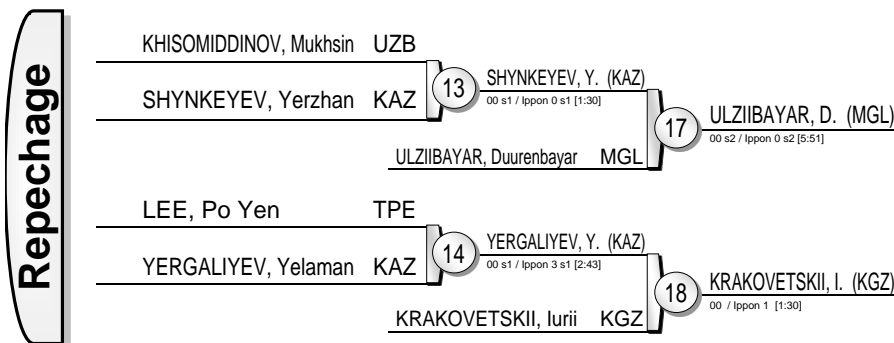 Repechage
KHISOMIDDINOV, Mukhsin UZB
SHYNKEYEV, Yerzhan KAZ
13
SHYNKEYEV, Y. (KAZ)
00 s1 / Ippon 0 s1 [1:30]
ULZIIBAYAR, Duurenbayar MGL
17
ULZIIBAYAR, D. (MGL)
00 s2 / Ippon 0 s2 [5:51]
LEE, Po Yen TPE
YERGALIYEV, Yelaman KAZ
14
YERGALIYEV, Y. (KAZ)
00 s1 / Ippon 3 s1 [2:43]
KRAKOVETSKII, Iurii KGZ
18
KRAKOVETSKII, I. (KGZ)
00 / Ippon 1 [1:30]